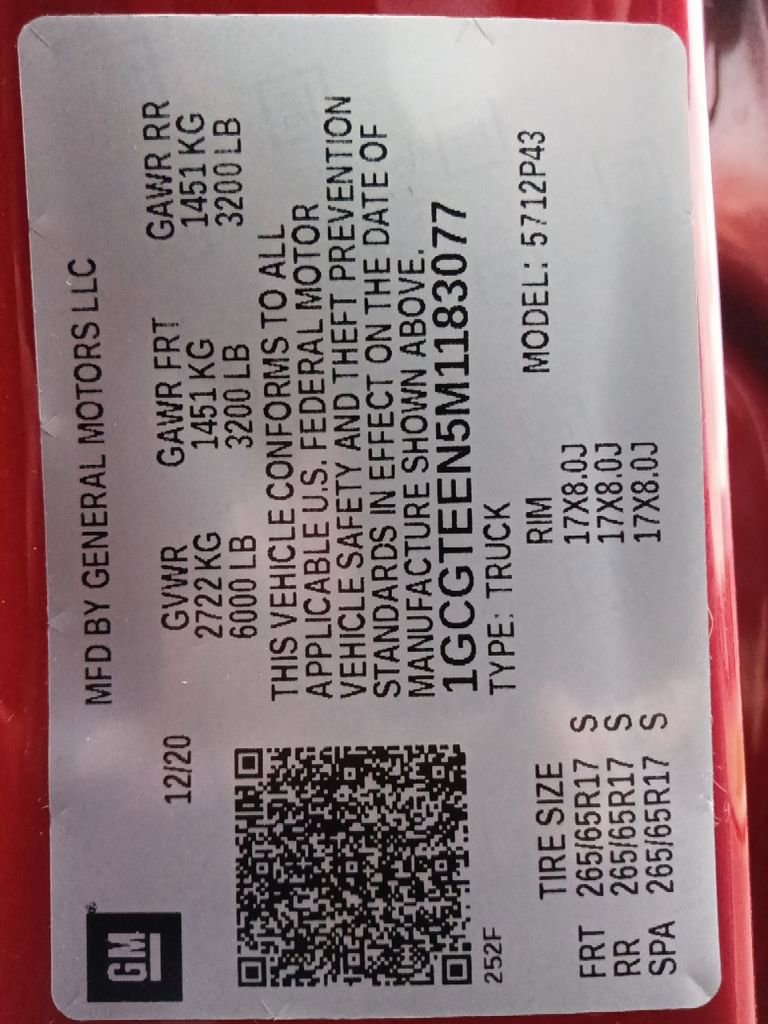 GM
®
12/20
MFD BY GENERAL MOTORS LLC
GVWR GAWR FRT GAWR RR
2722 KG 1451 KG 1451 KG
6000 LB 3200 LB 3200 LB
THIS VEHICLE CONFORMS TO ALL
APPLICABLE U.S. FEDERAL MOTOR
VEHICLE SAFETY AND THEFT PREVENTION
STANDARDS IN EFFECT ON THE DATE OF
MANUFACTURE SHOWN ABOVE.
1GCGTEEN5M1183077
252F
TYPE: TRUCK MODEL: 5712P43
TIRE SIZE RIM
FRT 265/65R17 S 17X8.0J
RR 265/65R17 S 17X8.0J
SPA 265/65R17 S 17X8.0J